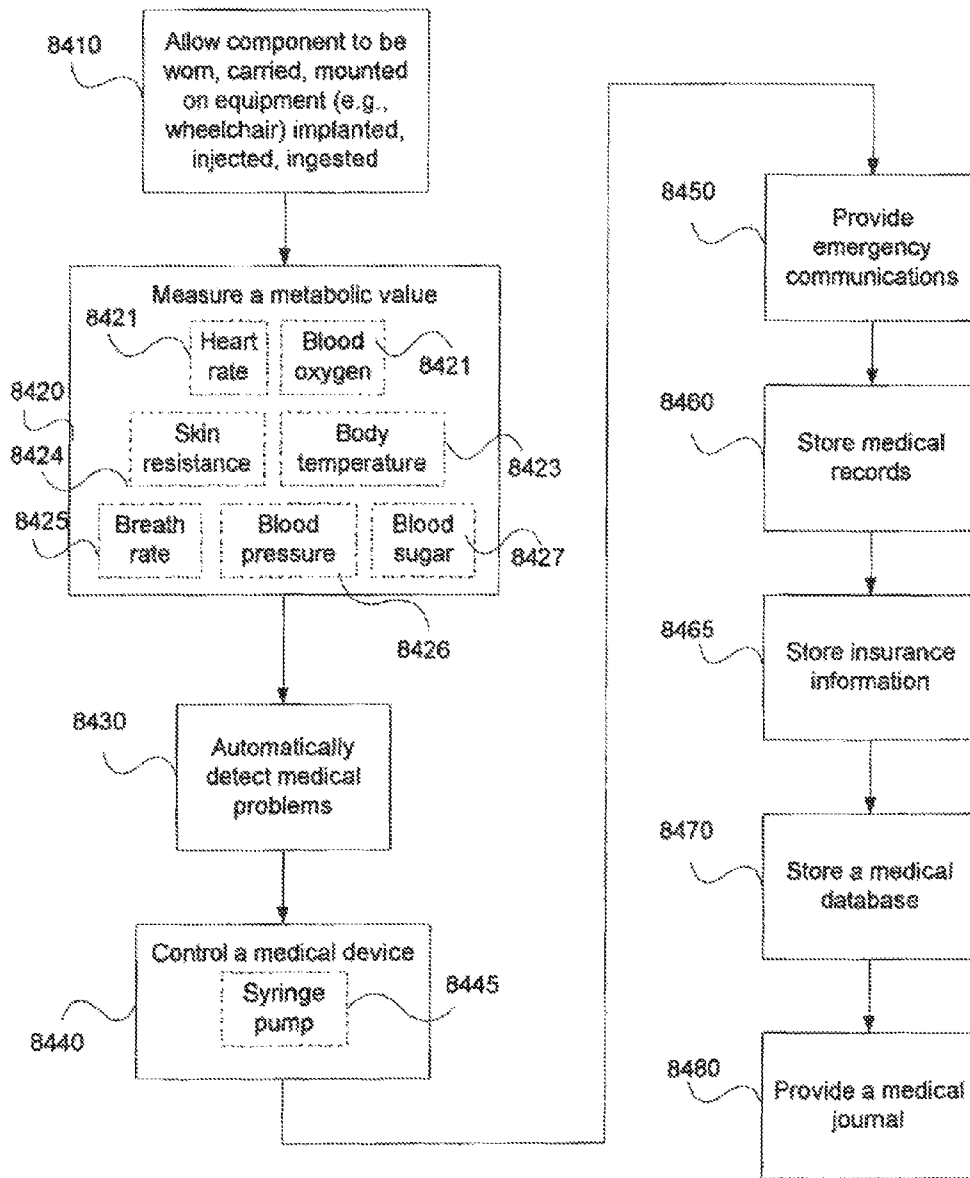 8410
Allow component to be
worn, carried, mounted
on equipment (e.g.,
wheelchair) implanted,
injected, ingested
Measure a metabolic value
8421
Heart
rate
Blood
oxygen
8421
8420
Skin
resistance
Body
temperature
8424
8423
8425
Breath
rate
Blood
pressure
Blood
sugar
8427
8426
8430
Automatically
detect medical
problems
Control a medical device
Syringe
pump
8445
8440
8450
Provide
emergency
communications
8460
Store medical
records
8465
Store insurance
information
8470
Store a medical
database
8480
Provide a medical
journal